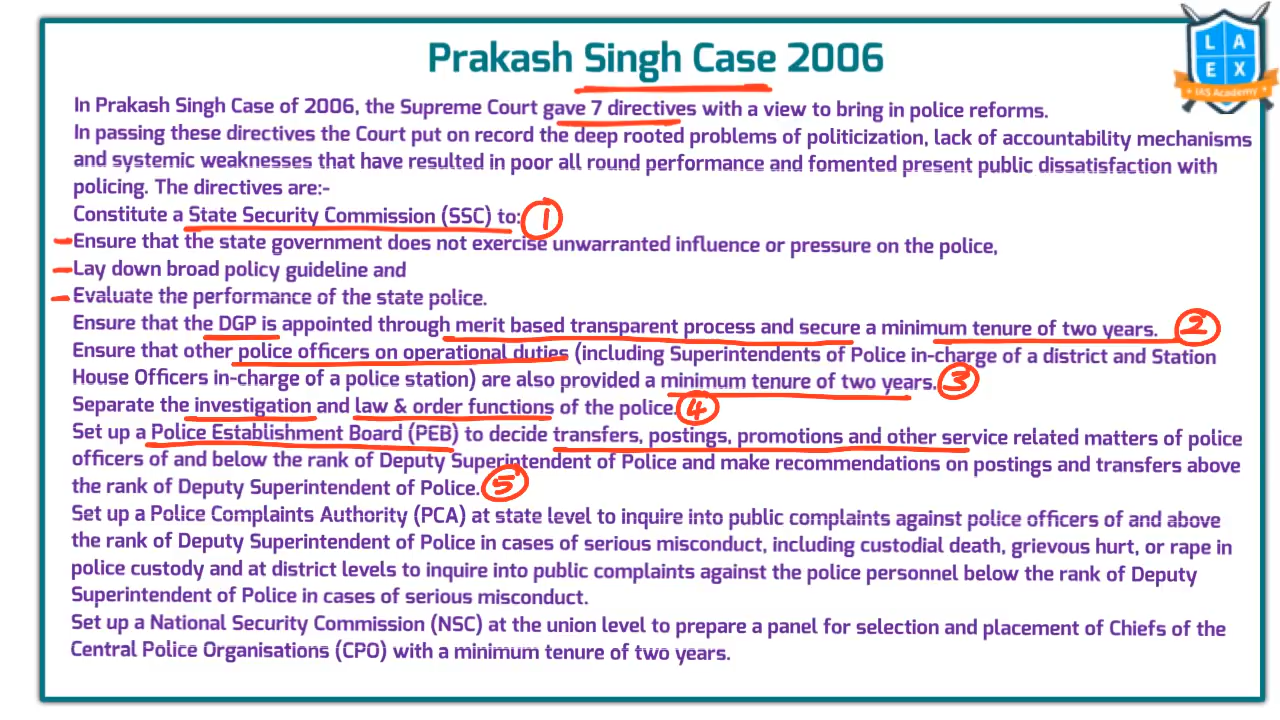 Prakash Singh Case 2006
L A
E X
IAS Academy
In Prakash Singh Case of 2006, the Supreme Court gave 7 directives with a view to bring in police reforms.
In passing these directives the Court put on record the deep rooted problems of politicization, lack of accountability mechanisms
and systemic weaknesses that have resulted in poor all round performance and fomented present public dissatisfaction with
policing. The directives are:-
Constitute a State Security Commission (SSC) to: 1
Ensure that the state government does not exercise unwarranted influence or pressure on the police,
Lay down broad policy guideline and
Evaluate the performance of the state police.
Ensure that the DGP is appointed through merit based transparent process and secure a minimum tenure of two years. 2
Ensure that other police officers on operational duties (including Superintendents of Police in-charge of a district and Station
House Officers in-charge of a police station) are also provided a minimum tenure of two years. 3
Separate the investigation and law & order functions of the police. 4
Set up a Police Establishment Board (PEB) to decide transfers, postings, promotions and other service related matters of police
officers of and below the rank of Deputy Superintendent of Police and make recommendations on postings and transfers above
the rank of Deputy Superintendent of Police. 5
Set up a Police Complaints Authority (PCA) at state level to inquire into public complaints against police officers of and above
the rank of Deputy Superintendent of Police in cases of serious misconduct, including custodial death, grievous hurt, or rape in
police custody and at district levels to inquire into public complaints against the police personnel below the rank of Deputy
Superintendent of Police in cases of serious misconduct.
Set up a National Security Commission (NSC) at the union level to prepare a panel for selection and placement of Chiefs of the
Central Police Organisations (CPO) with a minimum tenure of two years.